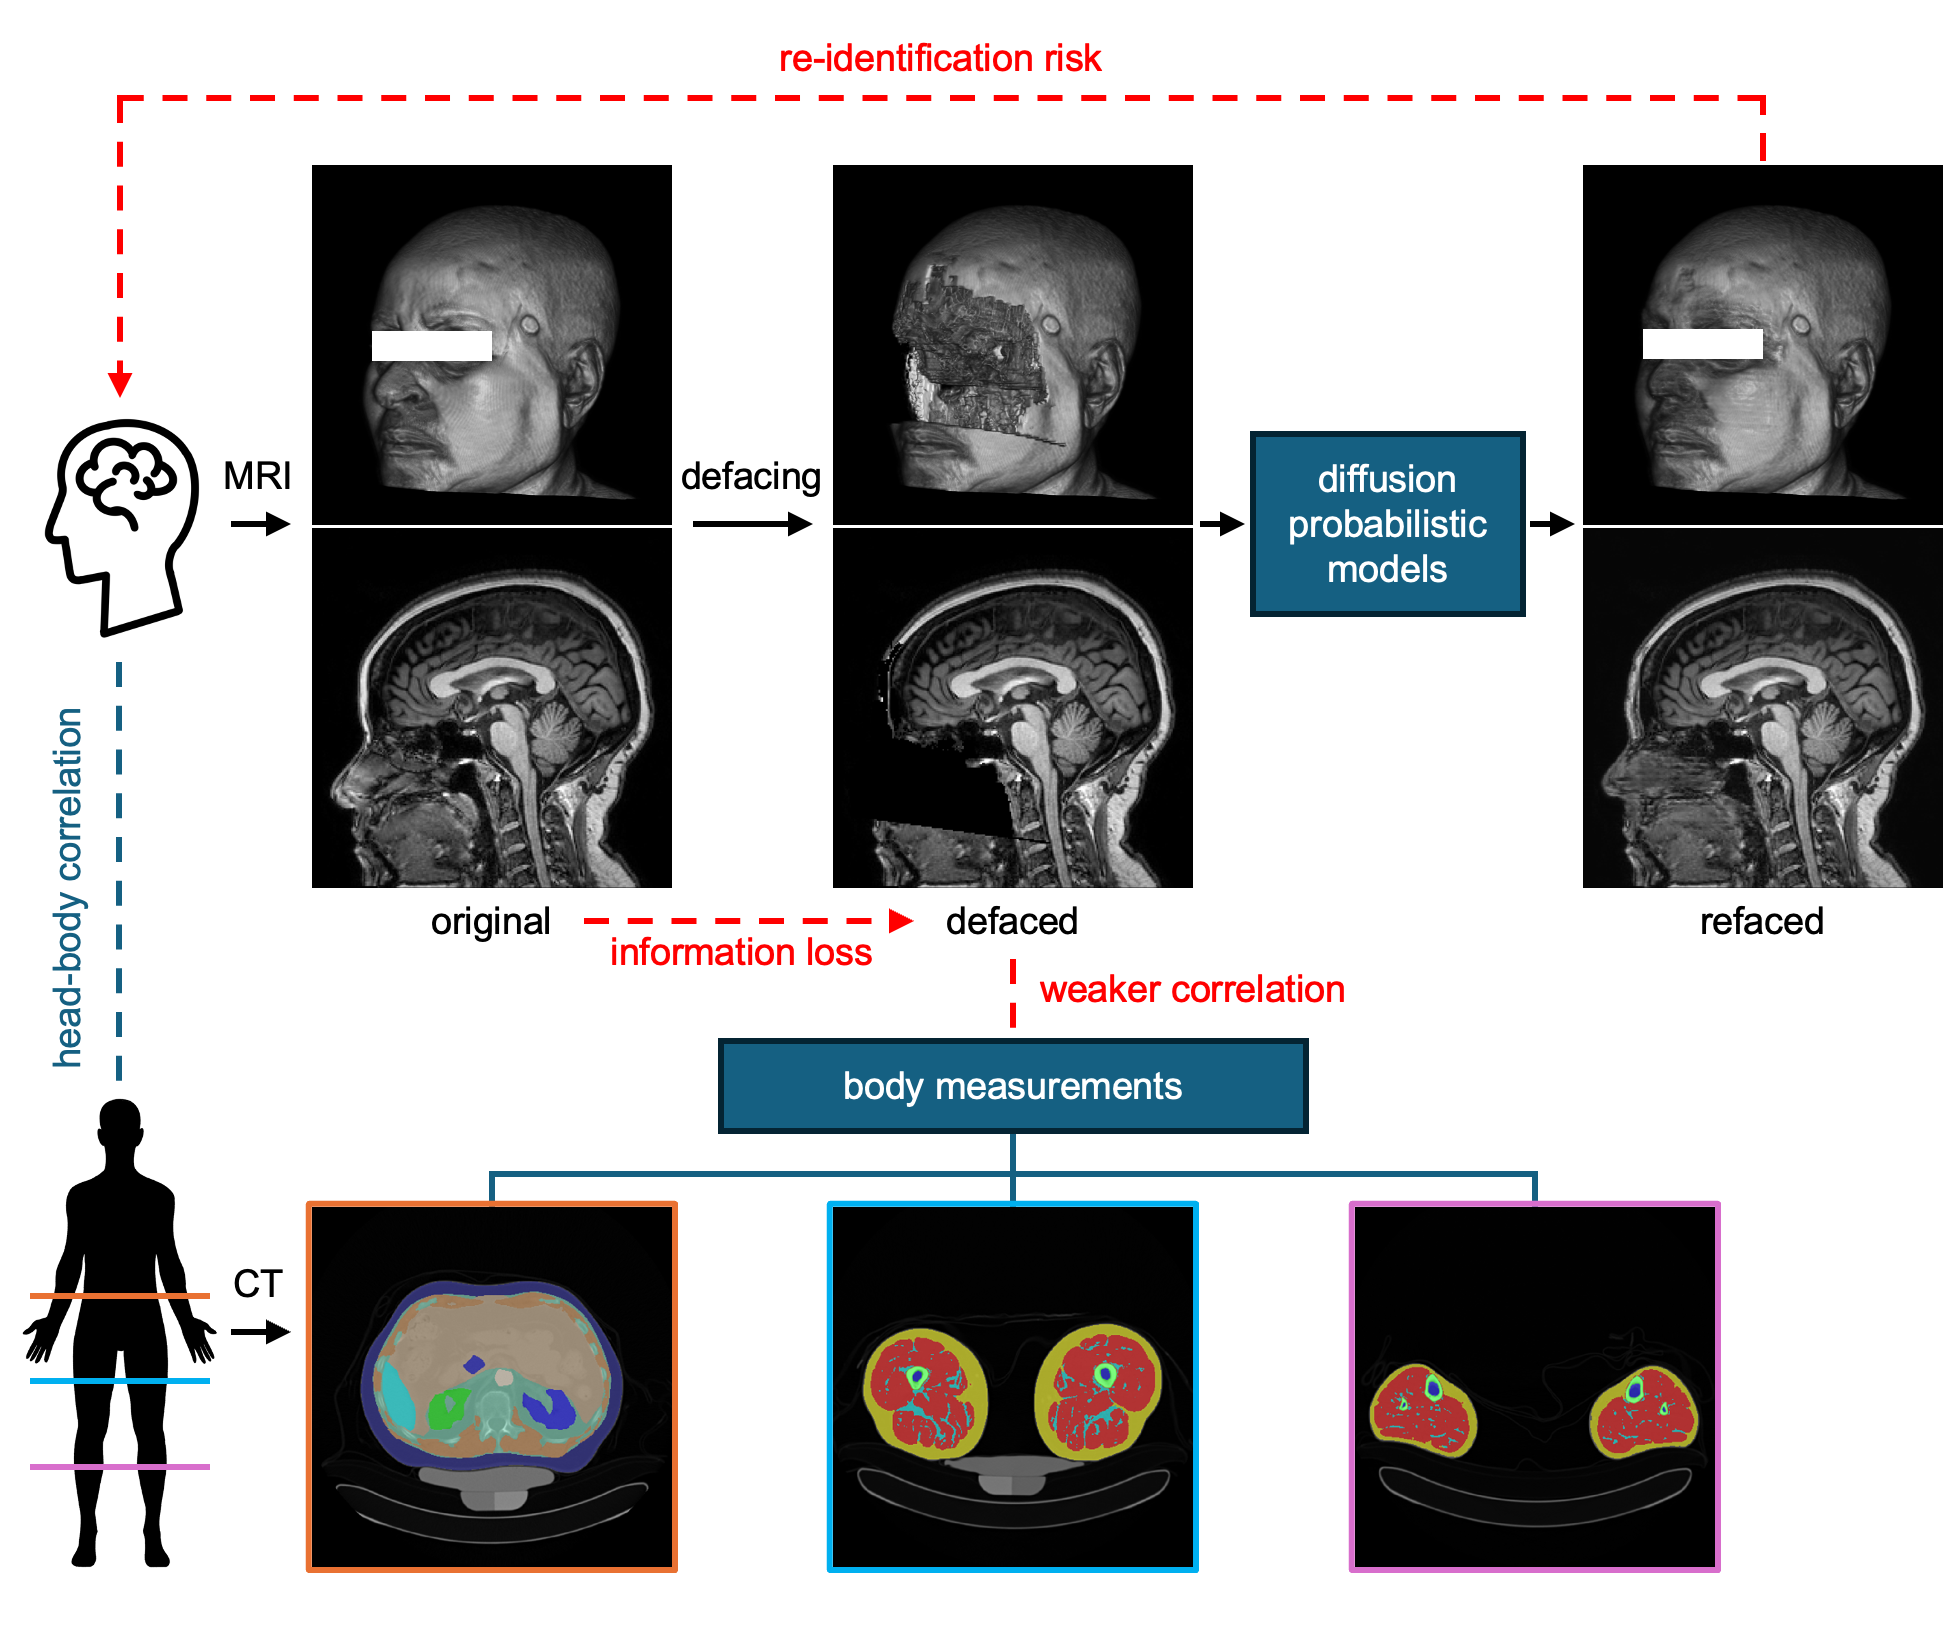 re-identification risk
MRI
defacing
diffusion
probabilistic
models
original
defaced
refaced
information loss
weaker correlation
head-body correlation
body measurements
CT